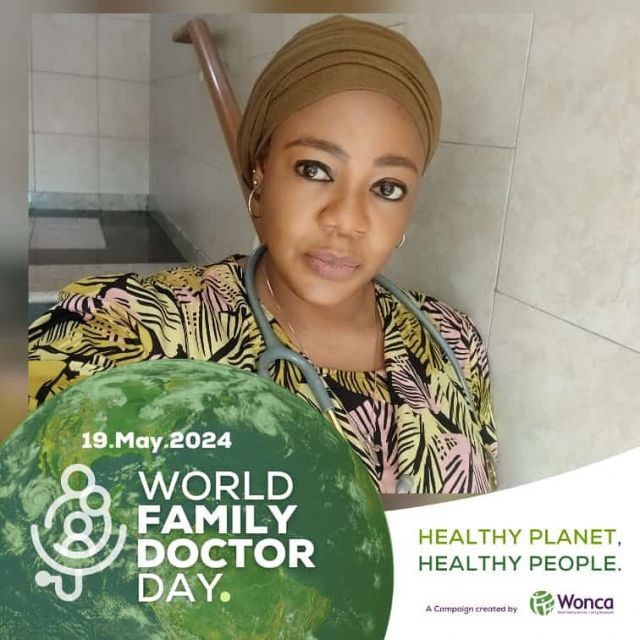 19.May.2024
WORLD
FAMILY
DOCTOR
DAY.
HEALTHY PLANET,
HEALTHY PEOPLE.
A Campaign created by
Wonca